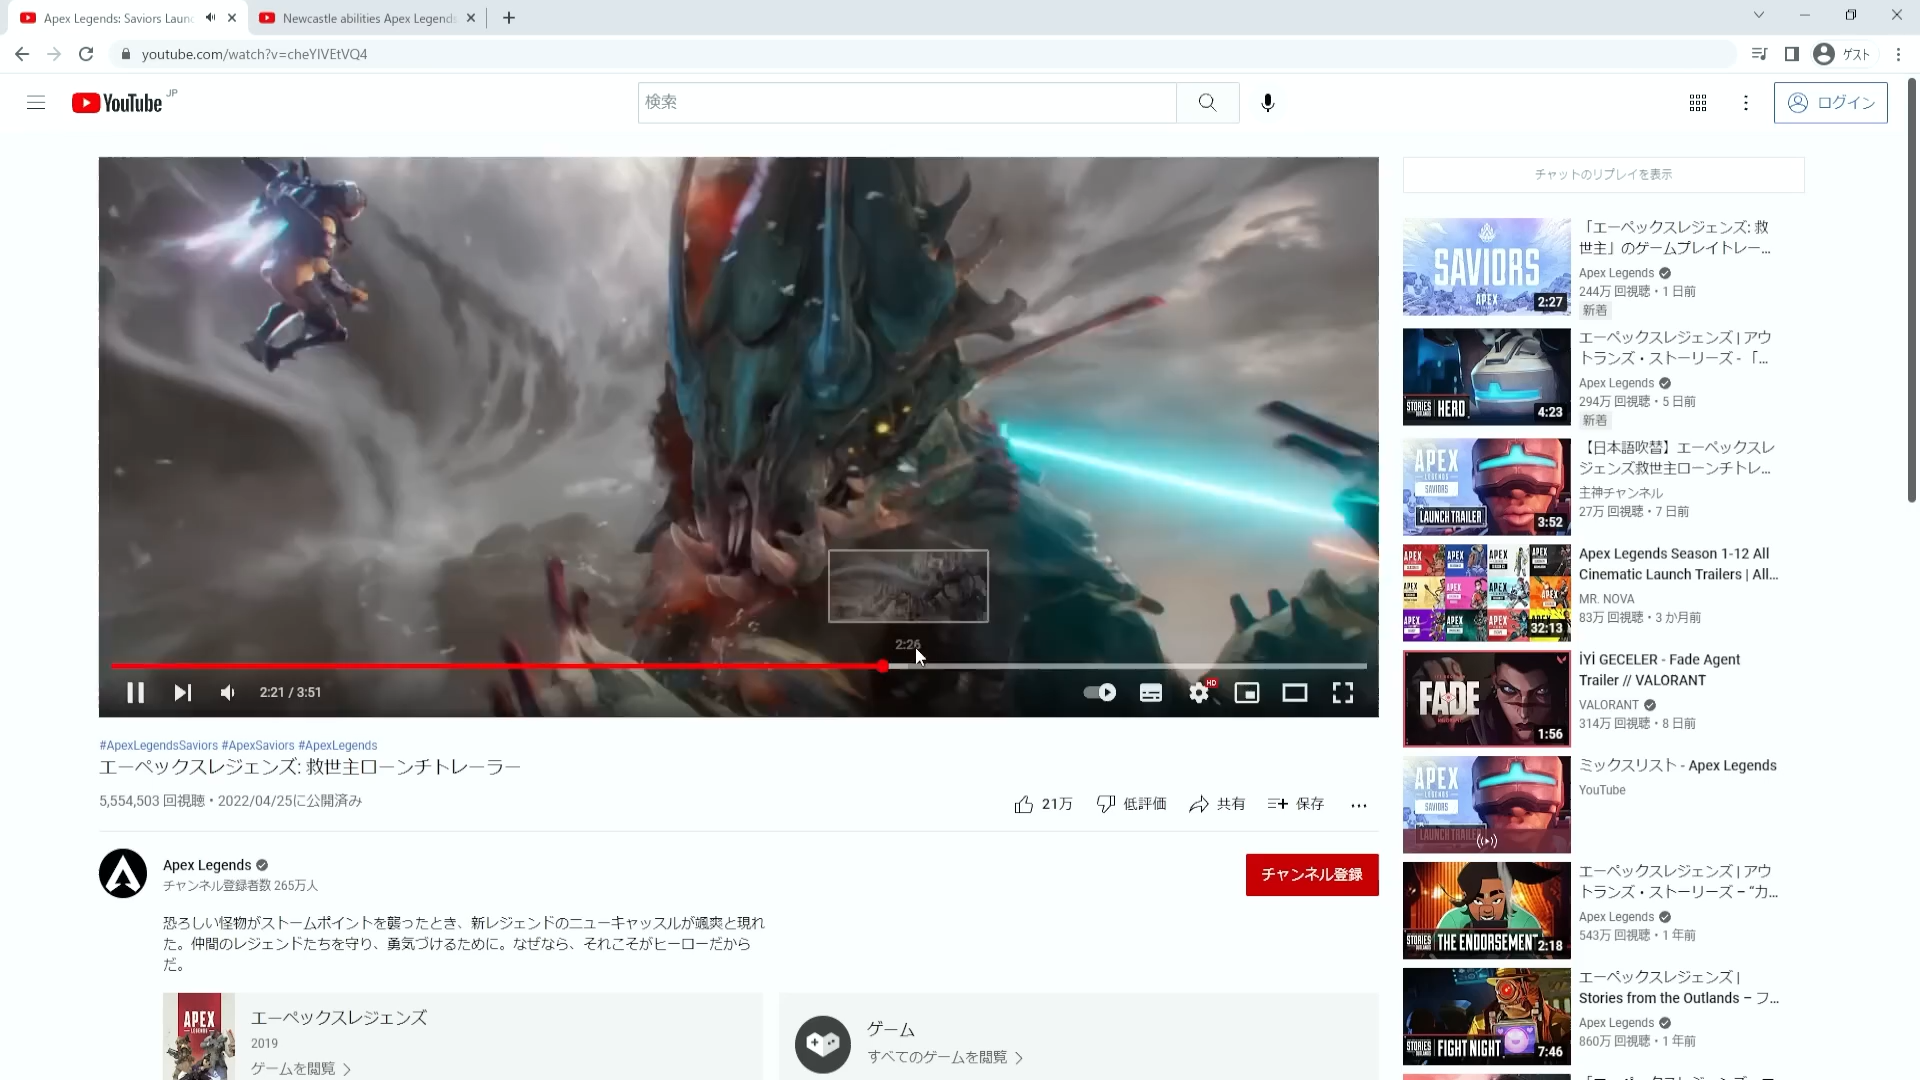 Apex Legends: Saviors Launc
Newcastle abilities Apex Legends
youtube.com/watch?v=cheYlVEtVQ4
ゲスト
YouTube JP
検索
ログイン
チャットのリプレイを表示
2:26
2:21 / 3:51
HD
#ApexLegendsSaviors #ApexSaviors #ApexLegends
エーペックスレジェンズ: 救世主ローンチトレーラー
5,554,503 回視聴・2022/04/25に公開済み
21万
低評価
共有
保存
Apex Legends
チャンネル登録者数 265万人
チャンネル登録
恐ろしい怪物がストームポイントを襲ったとき、新レジェンドのニューキャッスルが颯爽と現れ
た。仲間のレジェンドたちを守り、勇気づけるために。なぜなら、それこそがヒーローだから
だ。
APEX
エーペックスレジェンズ
2019
ゲームを閲覧
ゲーム
すべてのゲームを閲覧
SAVIORS
APEX
2:27
「エーペックスレジェンズ: 救
世主」のゲームプレイトレー...
Apex Legends
244万 回視聴・1 日前
新着
STORIES
HERO
4:23
エーペックスレジェンズ | アウ
トランズ・ストーリーズ - 「...
Apex Legends
294万 回視聴・5 日前
新着
APEX
LEGENDS
SAVIORS
LAUNCH TRAILER
3:52
【日本語吹替】エーペックスレ
ジェンズ救世主ローンチトレ...
主神チャンネル
27万 回視聴・7 日前
32:13
Apex Legends Season 1-12 All
Cinematic Launch Trailers | All...
MR. NOVA
83万 回視聴・3 か月前
FADE
1:56
İYİ GECELER - Fade Agent
Trailer // VALORANT
VALORANT
314万 回視聴・8 日前
APEX
LEGENDS
SAVIORS
LAUNCH TRAILER
ミックスリスト - Apex Legends
YouTube
STORIES
THE ENDORSEMENT
2:18
エーペックスレジェンズ | アウ
トランズ・ストーリーズ – “カ...
Apex Legends
543万 回視聴・1 年前
STORIES
FIGHT NIGHT
7:46
エーペックスレジェンズ |
Stories from the Outlands – フ...
Apex Legends
860万 回視聴・1 年前